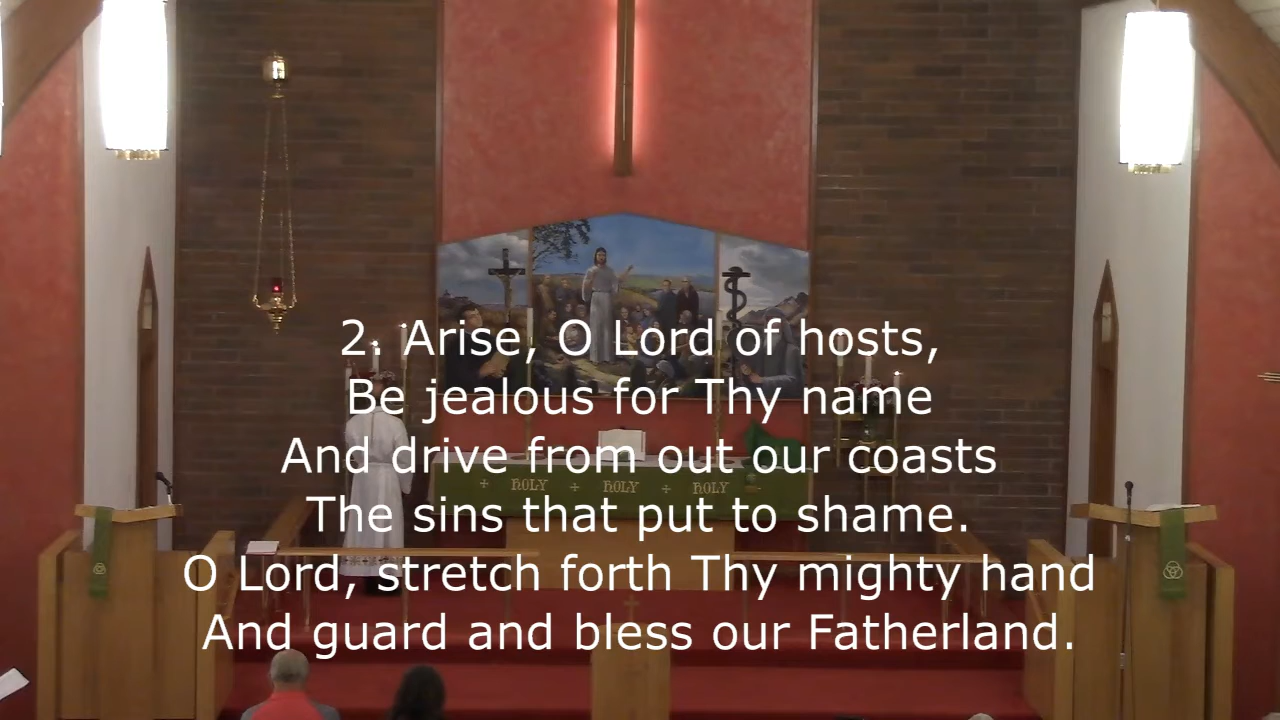 2. Arise, O Lord of hosts,
Be jealous for Thy name
And drive from out our coasts
The sins that put to shame.
O Lord, stretch forth Thy mighty hand
And guard and bless our Fatherland.
HOLY HOLY HOLY